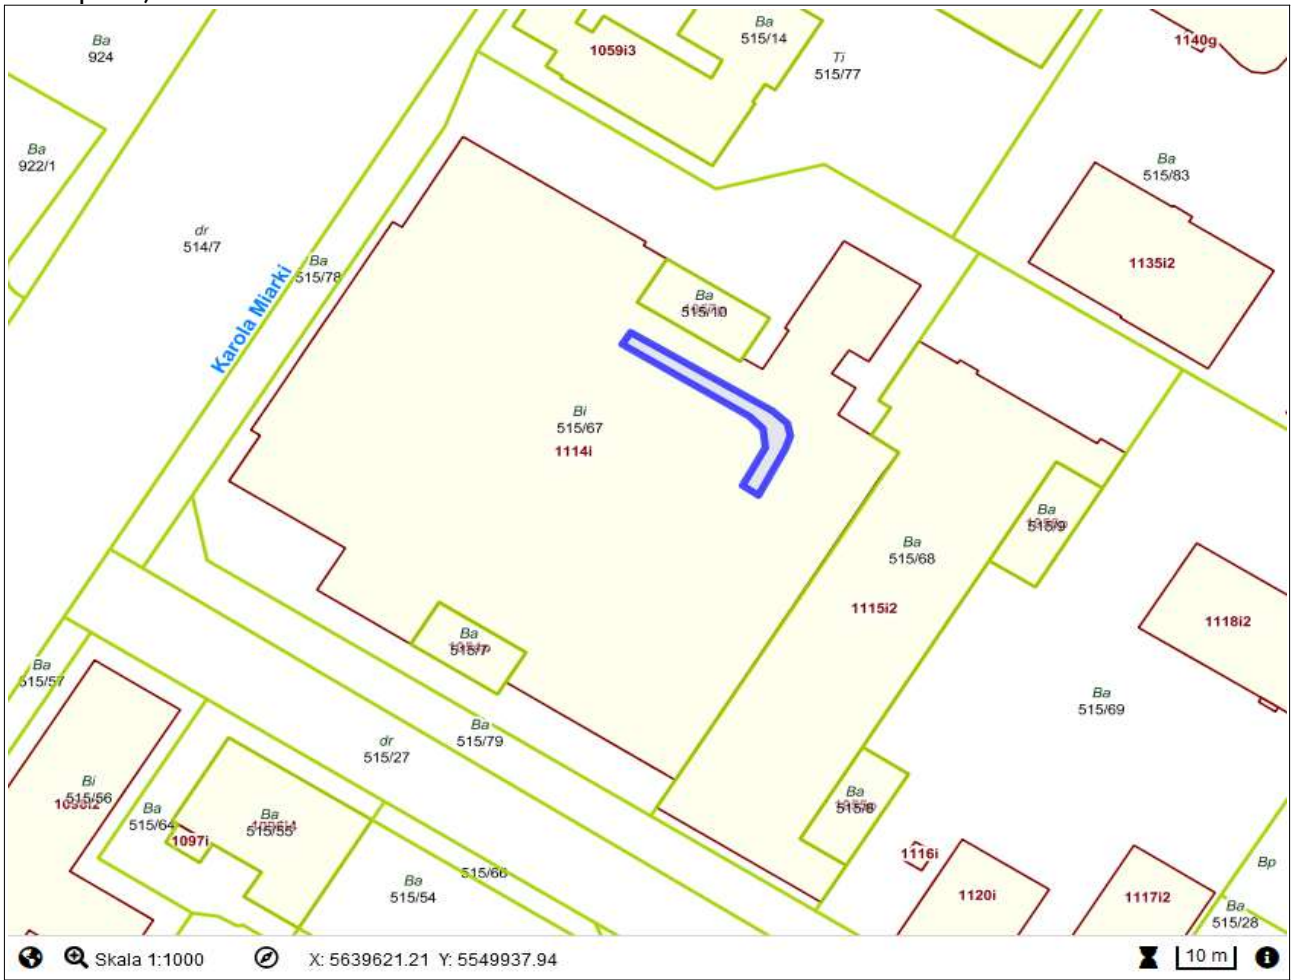 Ba
924
Ba
922/1
dr
514/7
Karola Miarki
Ba
515/78
1059i3
Ba
515/14
Ti
515/77
1140g
Ba
515/83
1135i2
Ba
515/10
Bi
515/67
1114i
Ba
515/9
Ba
515/68
1115i2
1118i2
Ba
515/7
Ba
515/57
Ba
515/69
Ba
515/79
dr
515/27
Bi
515/56
Ba
515/64
1097i
Ba
515/55
Ba
515/6
1116i
515/66
Ba
515/54
1120i
1117i2
Bp
Ba
515/28
Skala 1:1000
X: 5639621.21 Y: 5549937.94
10 m